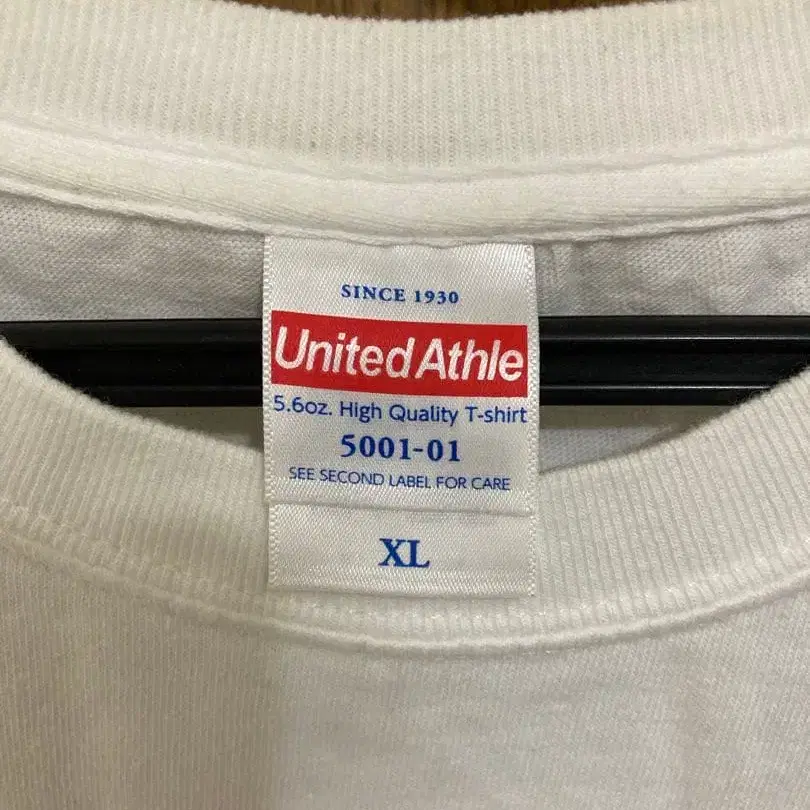 SINCE 1930
United Athle
5.6oz. High Quality T-shirt
5001-01
SEE SECOND LABEL FOR CARE
XL